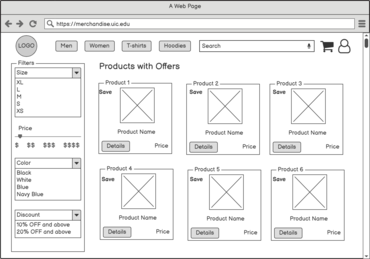 A Web Page
https://merchandise.uic.edu
LOGO
Men
Women
T-shirts
Hoodies
Search
Filters
Size
XL
L
M
S
XS
Price
$ $$ $$$ $$$$
Color
Black
White
Blue
Navy Blue
Discount
10% OFF and above
20% OFF and above
Products with Offers
Product 1
Save
Product Name
Details
Price
Product 2
Save
Product Name
Details
Price
Product 3
Save
Product Name
Details
Price
Product 4
Save
Product Name
Details
Price
Product 5
Save
Product Name
Details
Price
Product 6
Save
Product Name
Details
Price